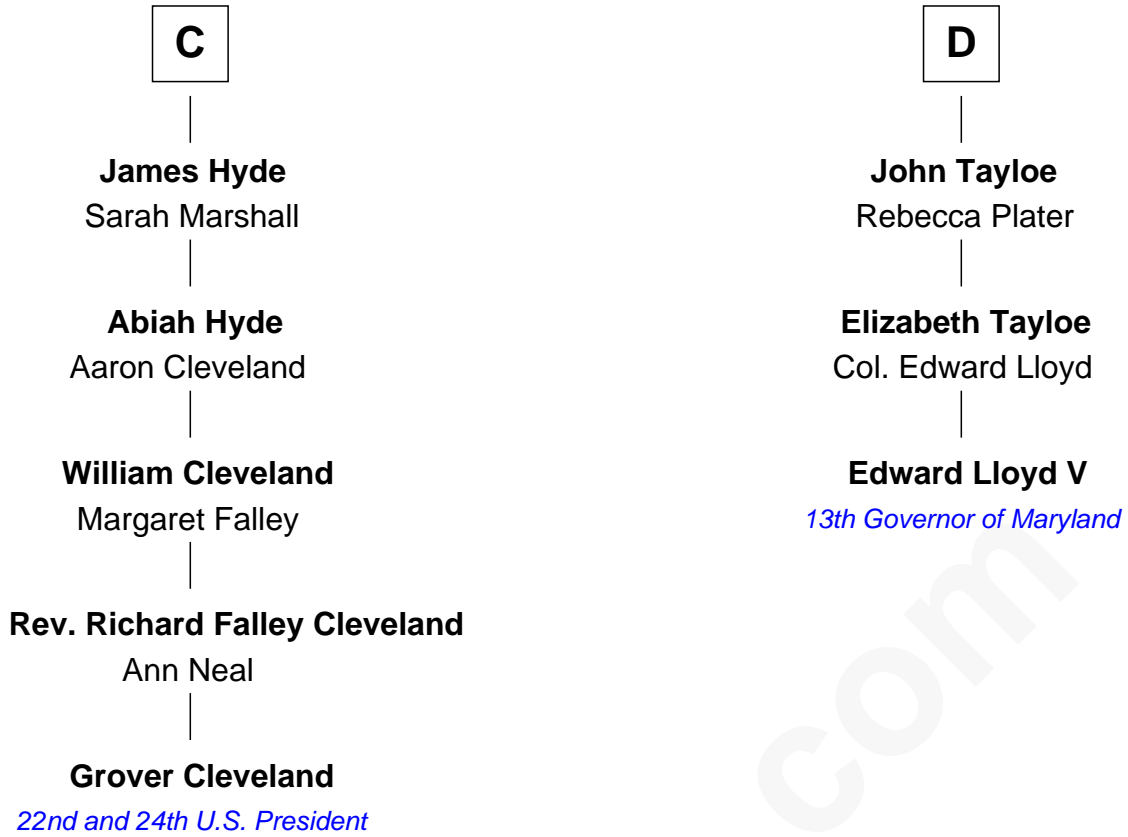 C
James Hyde
Sarah Marshall
Abiah Hyde
Aaron Cleveland
William Cleveland
Margaret Falley
Rev. Richard Falley Cleveland
Ann Neal
Grover Cleveland
22nd and 24th U.S. President
D
John Tayloe
Rebecca Plater
Elizabeth Tayloe
Col. Edward Lloyd
Edward Lloyd V
13th Governor of Maryland
com